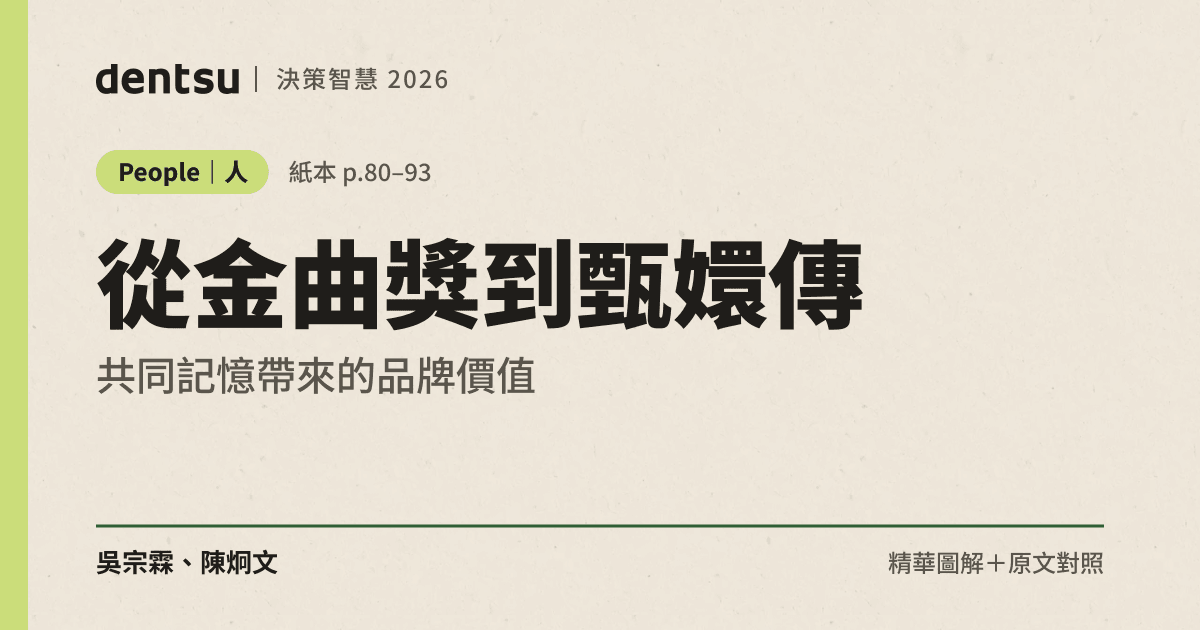 dentsu｜決策智慧 2026
People｜人 紙本 p.80–93
從金曲獎到甄嬛傳
共同記憶帶來的品牌價值
吳宗霖、陳炯文 精華圖解＋原文對照